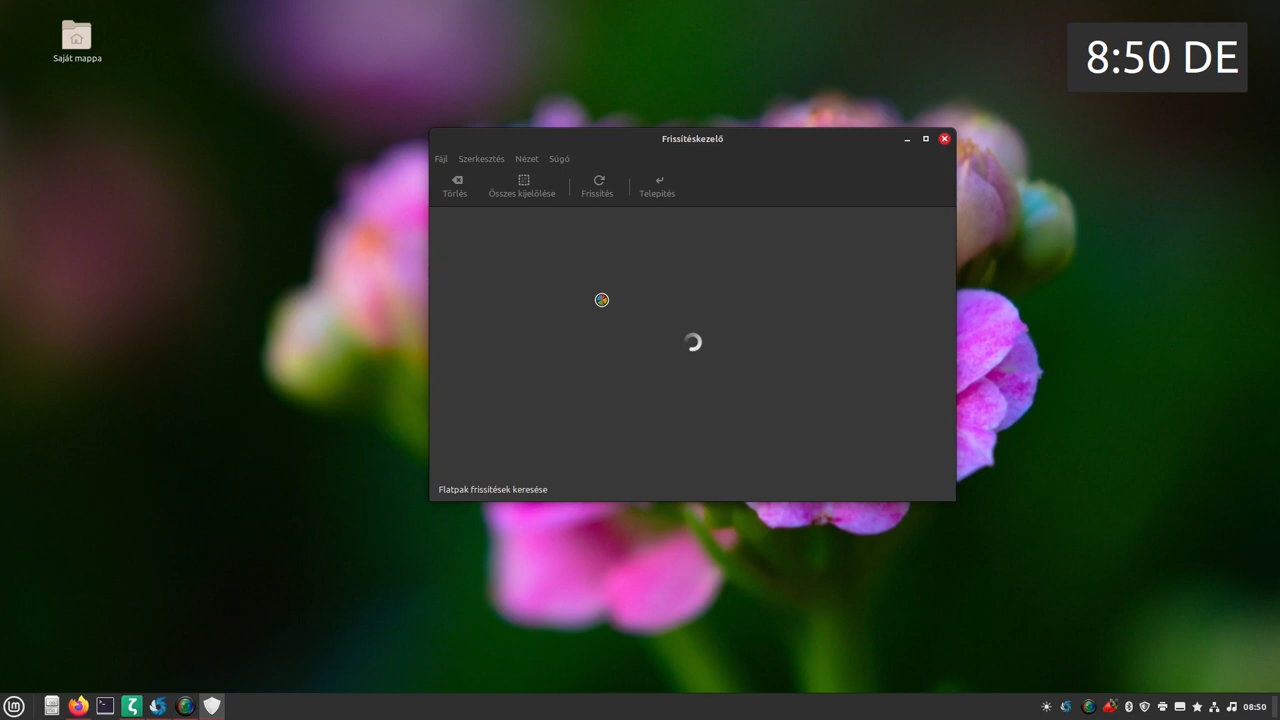 Saját mappa
8:50 DE
Frissítéskezelő
Fájl Szerkesztés Nézet Súgó
Törlés Összes kijelölése Frissítés Telepítés
Flatpak frissítések keresése
08:50